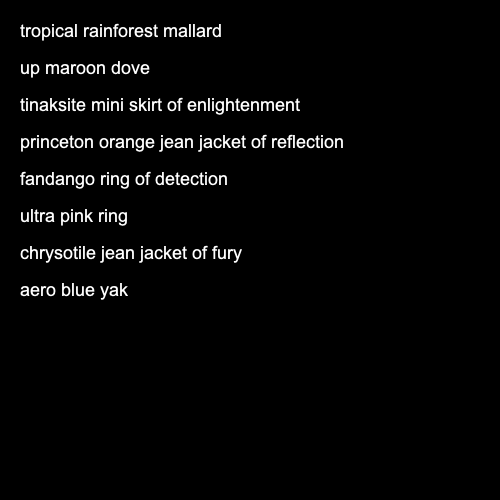 tropical rainforest mallard
up maroon dove
tinaksite mini skirt of enlightenment
princeton orange jean jacket of reflection
fandango ring of detection
ultra pink ring
chrysotile jean jacket of fury
aero blue yak